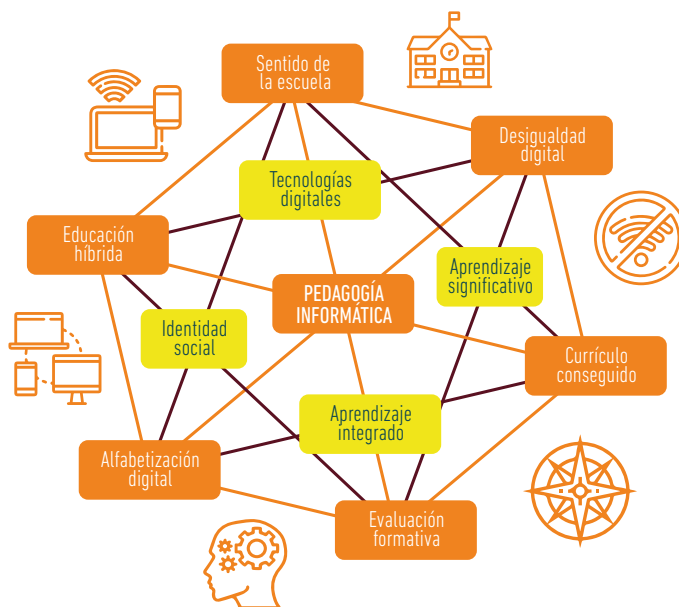 Sentido de
la escuela
Desigualdad
digital
Tecnologías
digitales
Educación
híbrida
Aprendizaje
significativo
PEDAGOGÍA
INFORMÁTICA
Identidad
social
Currículo
conseguido
Aprendizaje
integrado
Alfabetización
digital
Evaluación
formativa